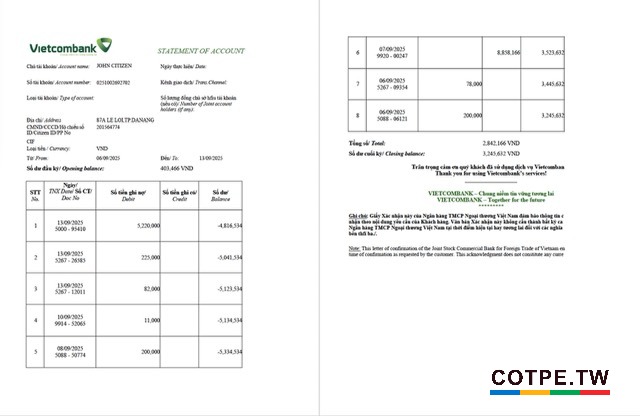 Vietcombank
STATEMENT OF ACCOUNT
Chủ tài khoản/ Account name: JOHN CITIZEN
Ngày thực hiện/ Date:
Số tài khoản/ Account number: 0251002692702
Kênh giao dịch/ Trans. Channel:
Loại tài khoản/ Type of account:
Số lượng đồng chủ sở hữu tài khoản
(nếu có)/ Number of Joint account
holders (if any).
Địa chỉ/ Address 87A LE LOI,TP.DANANG
CMND/CCCD/Hộ chiếu số 201564774
ID/Citizen ID/PP No
CIF
Loại tiền / Currency: VND
Từ/ From: 06/09/2025 Đến/ To: 13/09/2025
Số dư đầu kỳ/ Opening balance: 403,466 VND
STT No. Ngày/ TNX Date/ Số CT/ Doc No Số tiền ghi nợ/ Debit Số tiền ghi có/ Credit Số dư/ Balance
1 13/09/2025 5000 - 95410 5,220,000 -4,816,534
2 13/09/2025 5267 - 26585 225,000 -5,041,534
3 13/09/2025 5267 - 12011 82,000 -5,123,534
4 10/09/2025 9914 - 52065 11,000 -5,134,534
5 08/09/2025 5088 - 50774 200,000 -5,334,534
6 07/09/2025 9920 - 00247 8,858,166 3,523,632
7 06/09/2025 5267 - 09354 78,000 3,445,632
8 06/09/2025 5088 - 06121 200,000 3,245,632
Tổng số/ Total: 2,842,166 VND
Số dư cuối kỳ/ Closing balance: 3,245,632 VND
Trân trọng cảm ơn quý khách đã sử dụng dịch vụ Vietcomban
Thank you for using Vietcombank's services!
VIETCOMBANK – Chung niềm tin vững tương lai
VIETCOMBANK – Together for the future
*********
Ghi chú: Giấy Xác nhận này của Ngân hàng TMCP Ngoại thương Việt Nam đảm bảo thông tin c
nhận theo nội dung yêu cầu của Khách hàng. Văn bản Xác nhận này không cấu thành bất kỳ ca
Ngân hàng TMCP Ngoại thương Việt Nam tại thời điểm hiện tại hay tương lai đối với các nghĩa
bên thứ ba./.
Note: This letter of confirmation of the Joint Stock Commercial Bank for Foreign Trade of Vietnam en
time of confirmation as requested by the customer. This acknowledgment does not constitute any curre
COTPE.TW